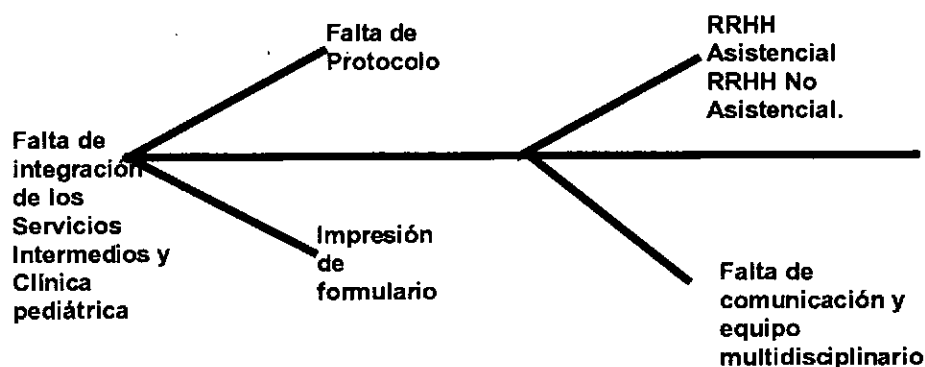 Falta de
Protocolo
RRHH
Asistencial
RRHH No
Asistencial.
Falta de
integración
de los
Servicios
Intermedios y
Clínica
pediátrica
Impresión
de
formulario
Falta de
comunicación y
equipo
multidisciplinario